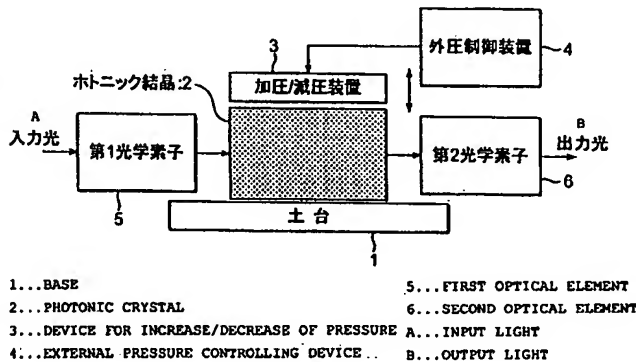 3
外圧制御装置
4
ホトニック結晶:2
加圧/減圧装置
A
入力光
第1光学素子
5
B
出力光
第2光学素子
6
土台
1
1...BASE
2...PHOTONIC CRYSTAL
3...DEVICE FOR INCREASE/DECREASE OF PRESSURE
4...EXTERNAL PRESSURE CONTROLLING DEVICE..
5...FIRST OPTICAL ELEMENT
6...SECOND OPTICAL ELEMENT
A...INPUT LIGHT
B...OUTPUT LIGHT